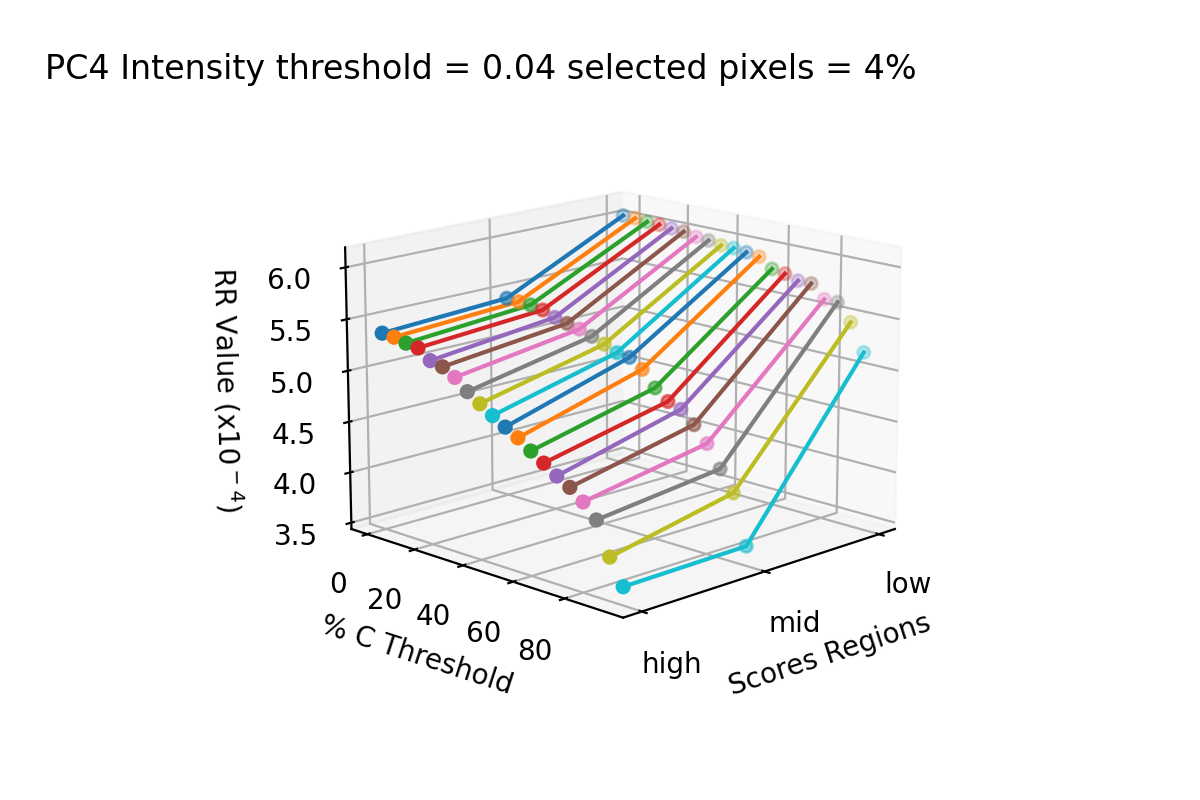 PC4 Intensity threshold = 0.04 selected pixels = 4%
RR Value (x10⁻⁴)
6.0
5.5
5.0
4.5
4.0
3.5
0
20
40
60
80
% C Threshold
high
mid
low
Scores Regions